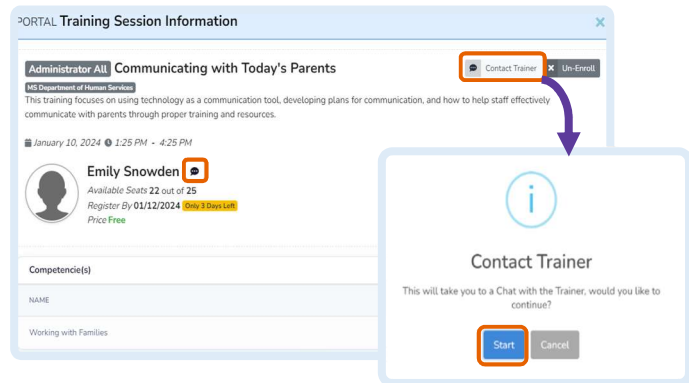 PORTAL Training Session Information
Administrator All Communicating with Today's Parents
Contact Trainer
Un-Enroll
MS Department of Human Services
This training focuses on using technology as a communication tool, developing plans for communication, and how to help staff effectively
communicate with parents through proper training and resources.
January 10, 2024 1:25 PM - 4:25 PM
Emily Snowden
Available Seats 22 out of 25
Register By 01/12/2024 Only 3 Days Left
Price Free
Competencie(s)
NAME
Working with Families
i
Contact Trainer
This will take you to a Chat with the Trainer, would you like to
continue?
Start Cancel